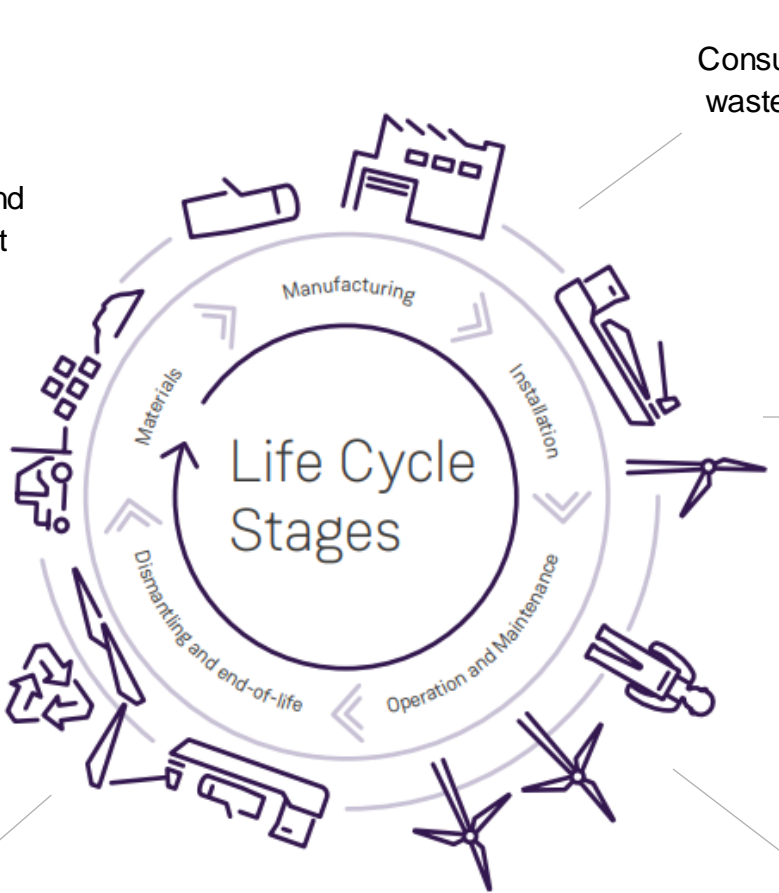 Consu
waste
nd
t
Manufacturing
Materials
Installation
Life Cycle
Stages
Dismantling and end-of-life
Operation and Maintenance